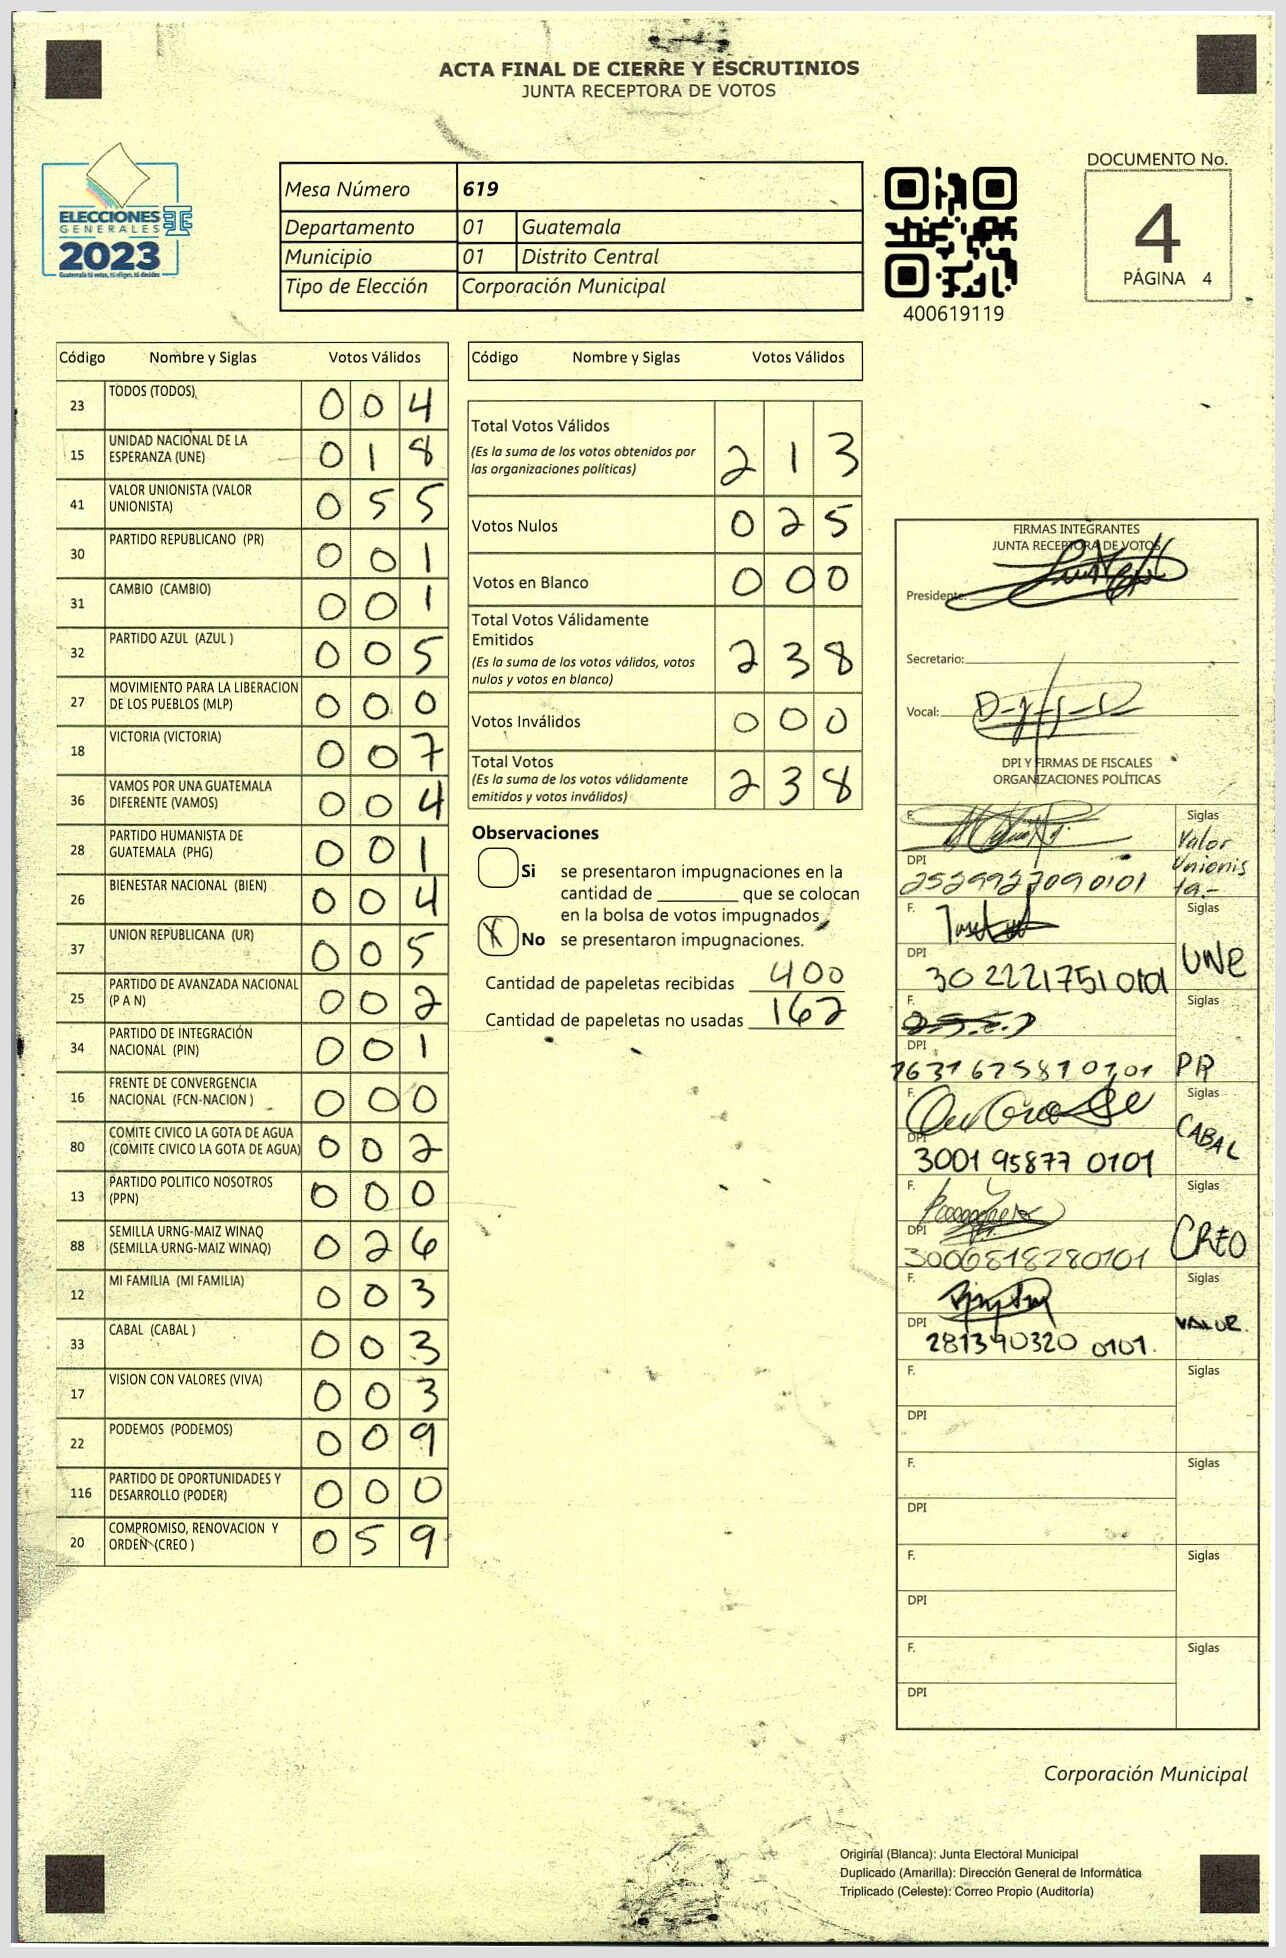 ACTA FINAL DE CIERRE Y ESCRUTINIOS
JUNTA RECEPTORA DE VOTOS
ELECCIONES
GENERALES
2023
Guatemala tú votas, tú eliges, tú decides
Mesa Número 619
Departamento 01 Guatemala
Municipio 01 Distrito Central
Tipo de Elección Corporación Municipal
400619119
DOCUMENTO No.
4
PÁGINA 4
Código Nombre y Siglas Votos Válidos
23 TODOS (TODOS) 0 0 4
15 UNIDAD NACIONAL DE LA
ESPERANZA (UNE) 0 1 8
41 VALOR UNIONISTA (VALOR
UNIONISTA) 0 5 5
30 PARTIDO REPUBLICANO (PR) 0 0 1
31 CAMBIO (CAMBIO) 0 0 1
32 PARTIDO AZUL (AZUL ) 0 0 5
27 MOVIMIENTO PARA LA LIBERACION
DE LOS PUEBLOS (MLP) 0 0 0
18 VICTORIA (VICTORIA) 0 0 7
36 VAMOS POR UNA GUATEMALA
DIFERENTE (VAMOS) 0 0 4
28 PARTIDO HUMANISTA DE
GUATEMALA (PHG) 0 0 1
26 BIENESTAR NACIONAL (BIEN) 0 0 4
37 UNION REPUBLICANA (UR) 0 0 5
25 PARTIDO DE AVANZADA NACIONAL
(P A N) 0 0 2
34 PARTIDO DE INTEGRACIÓN
NACIONAL (PIN) 0 0 1
16 FRENTE DE CONVERGENCIA
NACIONAL (FCN-NACION ) 0 0 0
80 COMITE CIVICO LA GOTA DE AGUA
(COMITE CIVICO LA GOTA DE AGUA) 0 0 2
13 PARTIDO POLITICO NOSOTROS
(PPN) 0 0 0
88 SEMILLA URNG-MAIZ WINAQ
(SEMILLA URNG-MAIZ WINAQ) 0 2 6
12 MI FAMILIA (MI FAMILIA) 0 0 3
33 CABAL (CABAL ) 0 0 3
17 VISION CON VALORES (VIVA) 0 0 3
22 PODEMOS (PODEMOS) 0 0 9
116 PARTIDO DE OPORTUNIDADES Y
DESARROLLO (PODER) 0 0 0
20 COMPROMISO, RENOVACION Y
ORDEN (CREO ) 0 5 9
Código Nombre y Siglas Votos Válidos
Total Votos Válidos
(Es la suma de los votos obtenidos por
las organizaciones políticas) 2 1 3
Votos Nulos 0 2 5
Votos en Blanco 0 0 0
Total Votos Válidamente
Emitidos
(Es la suma de los votos válidos, votos
nulos y votos en blanco) 2 3 8
Votos Inválidos 0 0 0
Total Votos
(Es la suma de los votos válidamente
emitidos y votos inválidos) 2 3 8
Observaciones
Si se presentaron impugnaciones en la
cantidad de ________ que se colocan
en la bolsa de votos impugnados
X No se presentaron impugnaciones.
Cantidad de papeletas recibidas 400
Cantidad de papeletas no usadas 162
FIRMAS INTEGRANTES
JUNTA RECEPTORA DE VOTOS
Presidente:
Secretario:
Vocal:
DPI Y FIRMAS DE FISCALES
ORGANIZACIONES POLÍTICAS
F. Siglas
Valor
Unionis
ta.-
DPI
2529927090101
F. Siglas
UNE
DPI
30 2221751 0101
F. Siglas
PR
DPI
1631 62581 0101
F. Siglas
CABAL
DPI
3001 95877 0101
F. Siglas
CREO
DPI
3006818280101
F. Siglas
VALOR.
DPI
281390320 0101.
F. Siglas
DPI
F. Siglas
DPI
F. Siglas
DPI
F. Siglas
DPI
Corporación Municipal
Original (Blanca): Junta Electoral Municipal
Duplicado (Amarilla): Dirección General de Informática
Triplicado (Celeste): Correo Propio (Auditoría)